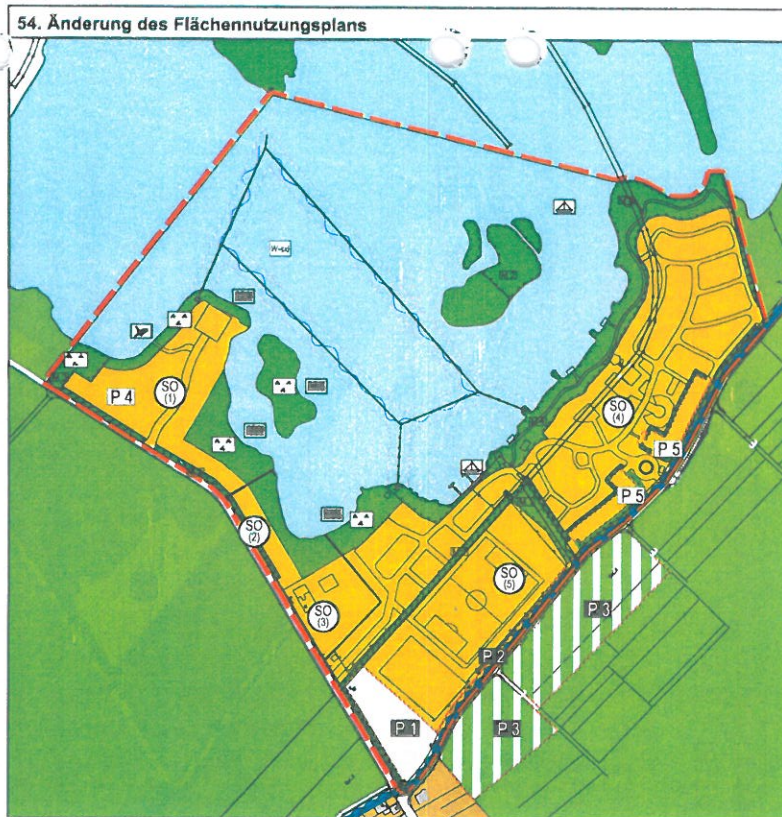 54. Änderung des Flächennutzungsplans
P 4
SO
(1)
SO
(4)
P 5
P 5
SO
(2)
SO
(5)
SO
(3)
P 3
P 2
P 1
P 3